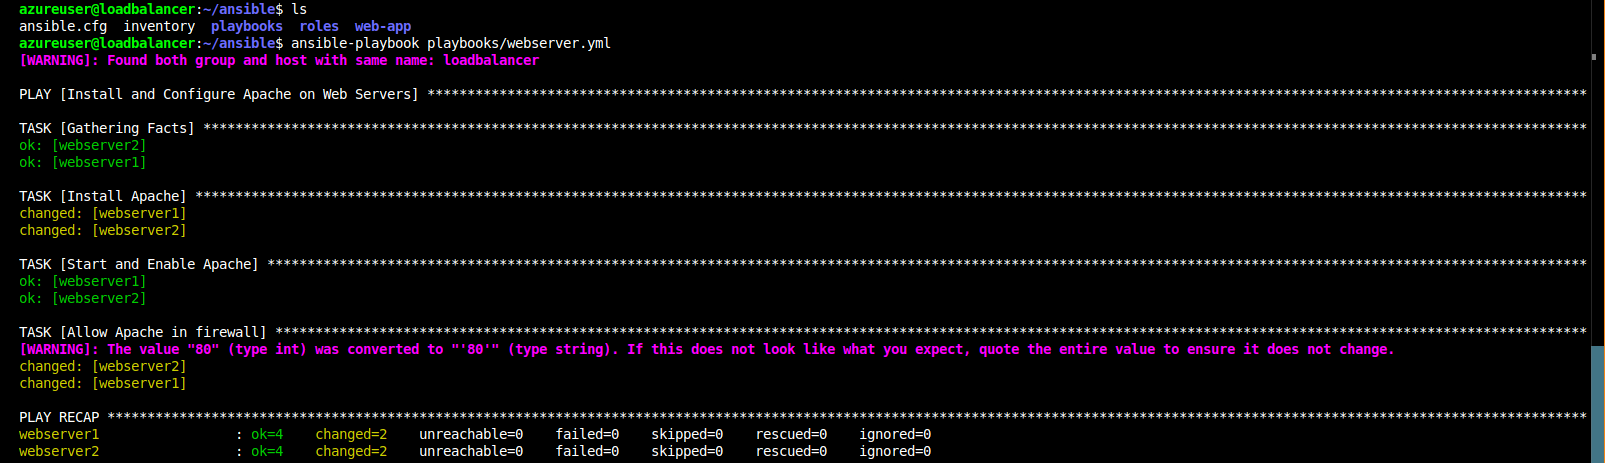 azureuser@loadbalancer:~/ansible$ ls
ansible.cfg  inventory  playbooks  roles  web-app
azureuser@loadbalancer:~/ansible$ ansible-playbook playbooks/webserver.yml
[WARNING]: Found both group and host with same name: loadbalancer
PLAY [Install and Configure Apache on Web Servers] *************************************************************************************************************************************************
TASK [Gathering Facts] *****************************************************************************************************************************************************************************
ok: [webserver2]
ok: [webserver1]
TASK [Install Apache] ******************************************************************************************************************************************************************************
changed: [webserver1]
changed: [webserver2]
TASK [Start and Enable Apache] *********************************************************************************************************************************************************************
ok: [webserver1]
ok: [webserver2]
TASK [Allow Apache in firewall] ********************************************************************************************************************************************************************
[WARNING]: The value "80" (type int) was converted to "'80'" (type string). If this does not look like what you expect, quote the entire value to ensure it does not change.
changed: [webserver2]
changed: [webserver1]
PLAY RECAP *****************************************************************************************************************************************************************************************
webserver1                 : ok=4    changed=2    unreachable=0    failed=0    skipped=0    rescued=0    ignored=0
webserver2                 : ok=4    changed=2    unreachable=0    failed=0    skipped=0    rescued=0    ignored=0